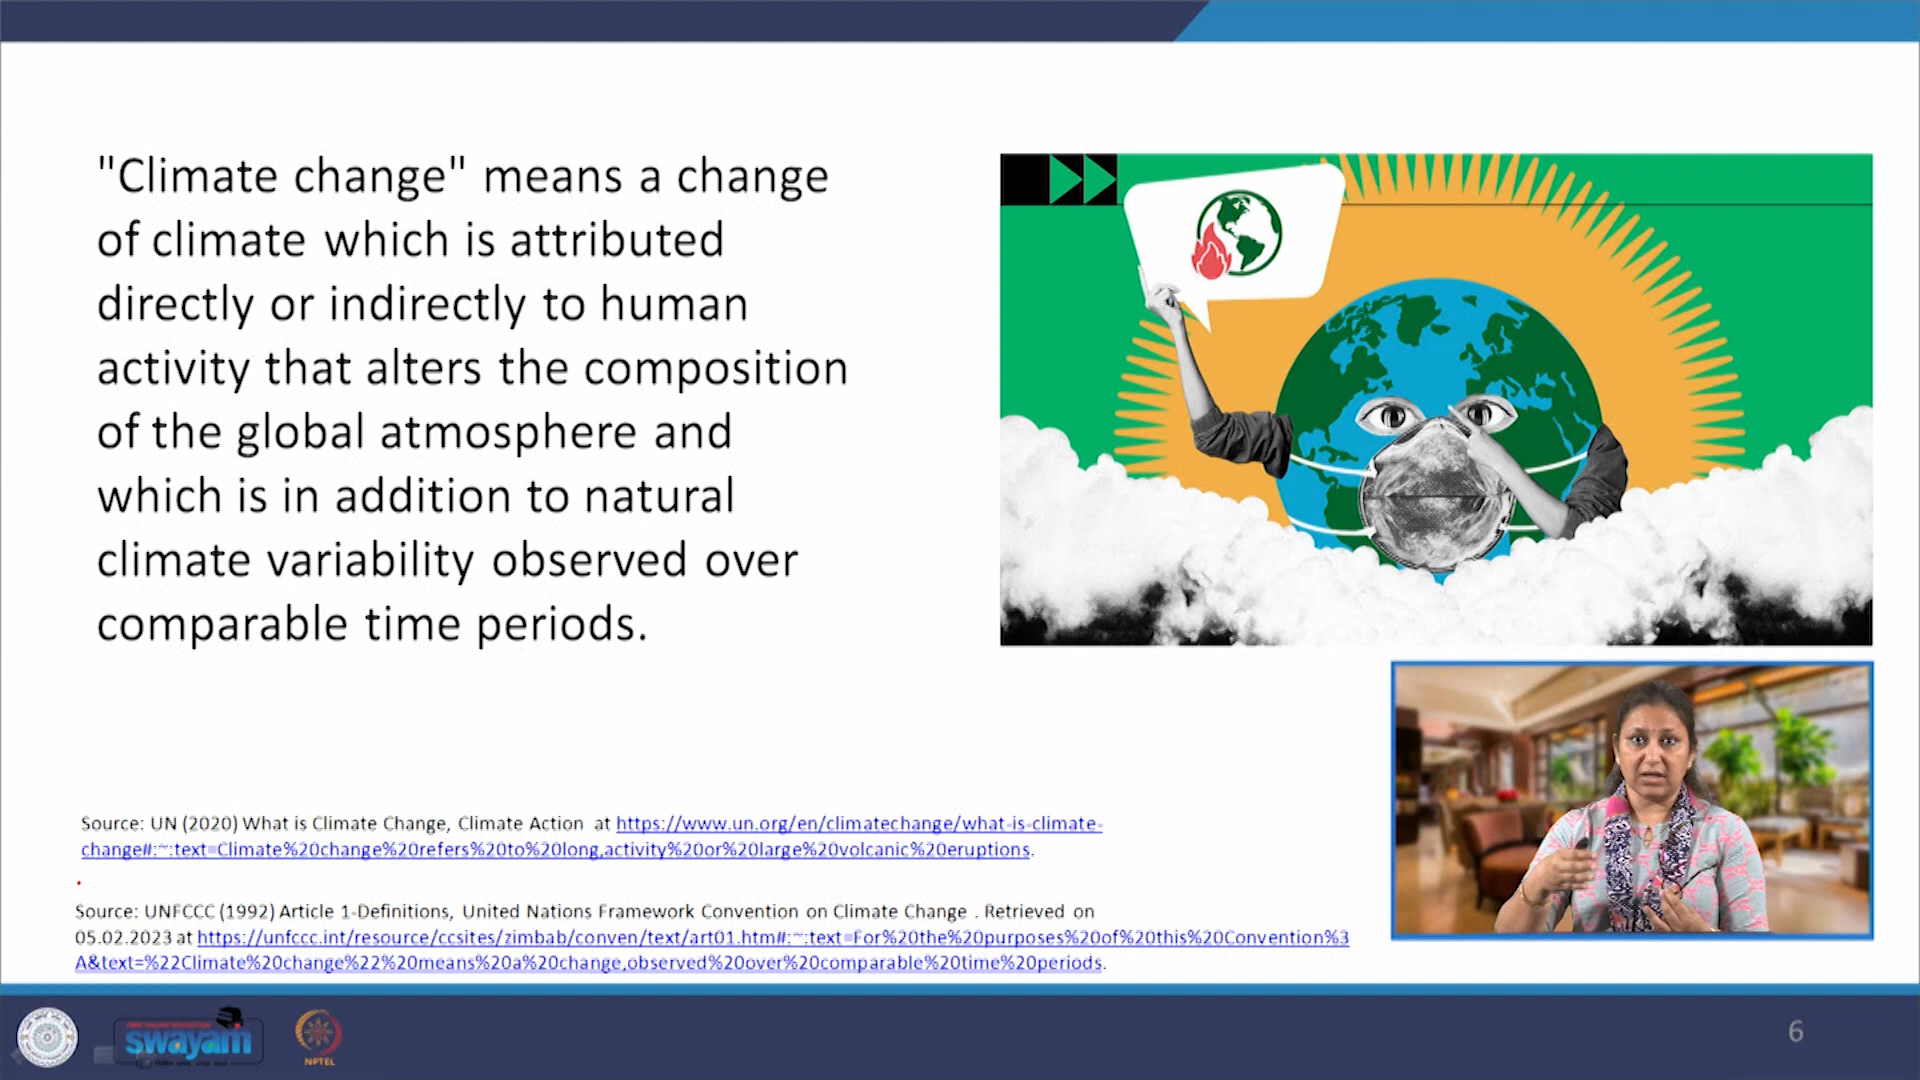 "Climate change" means a change
of climate which is attributed
directly or indirectly to human
activity that alters the composition
of the global atmosphere and
which is in addition to natural
climate variability observed over
comparable time periods.
Source: UN (2020) What is Climate Change, Climate Action at https://www.un.org/en/climatechange/what-is-climate-
change#:~:text=Climate%20change%20refers%20to%20long,activity%20or%20large%20volcanic%20eruptions.
.
Source: UNFCCC (1992) Article 1-Definitions, United Nations Framework Convention on Climate Change . Retrieved on
05.02.2023 at https://unfccc.int/resource/ccsites/zimbab/conven/text/art01.htm#:~:text=For%20the%20purposes%20of%20this%20Convention%3
A&text=%22Climate%20change%22%20means%20a%20change,observed%20over%20comparable%20time%20periods.
swayam
NPTEL
6